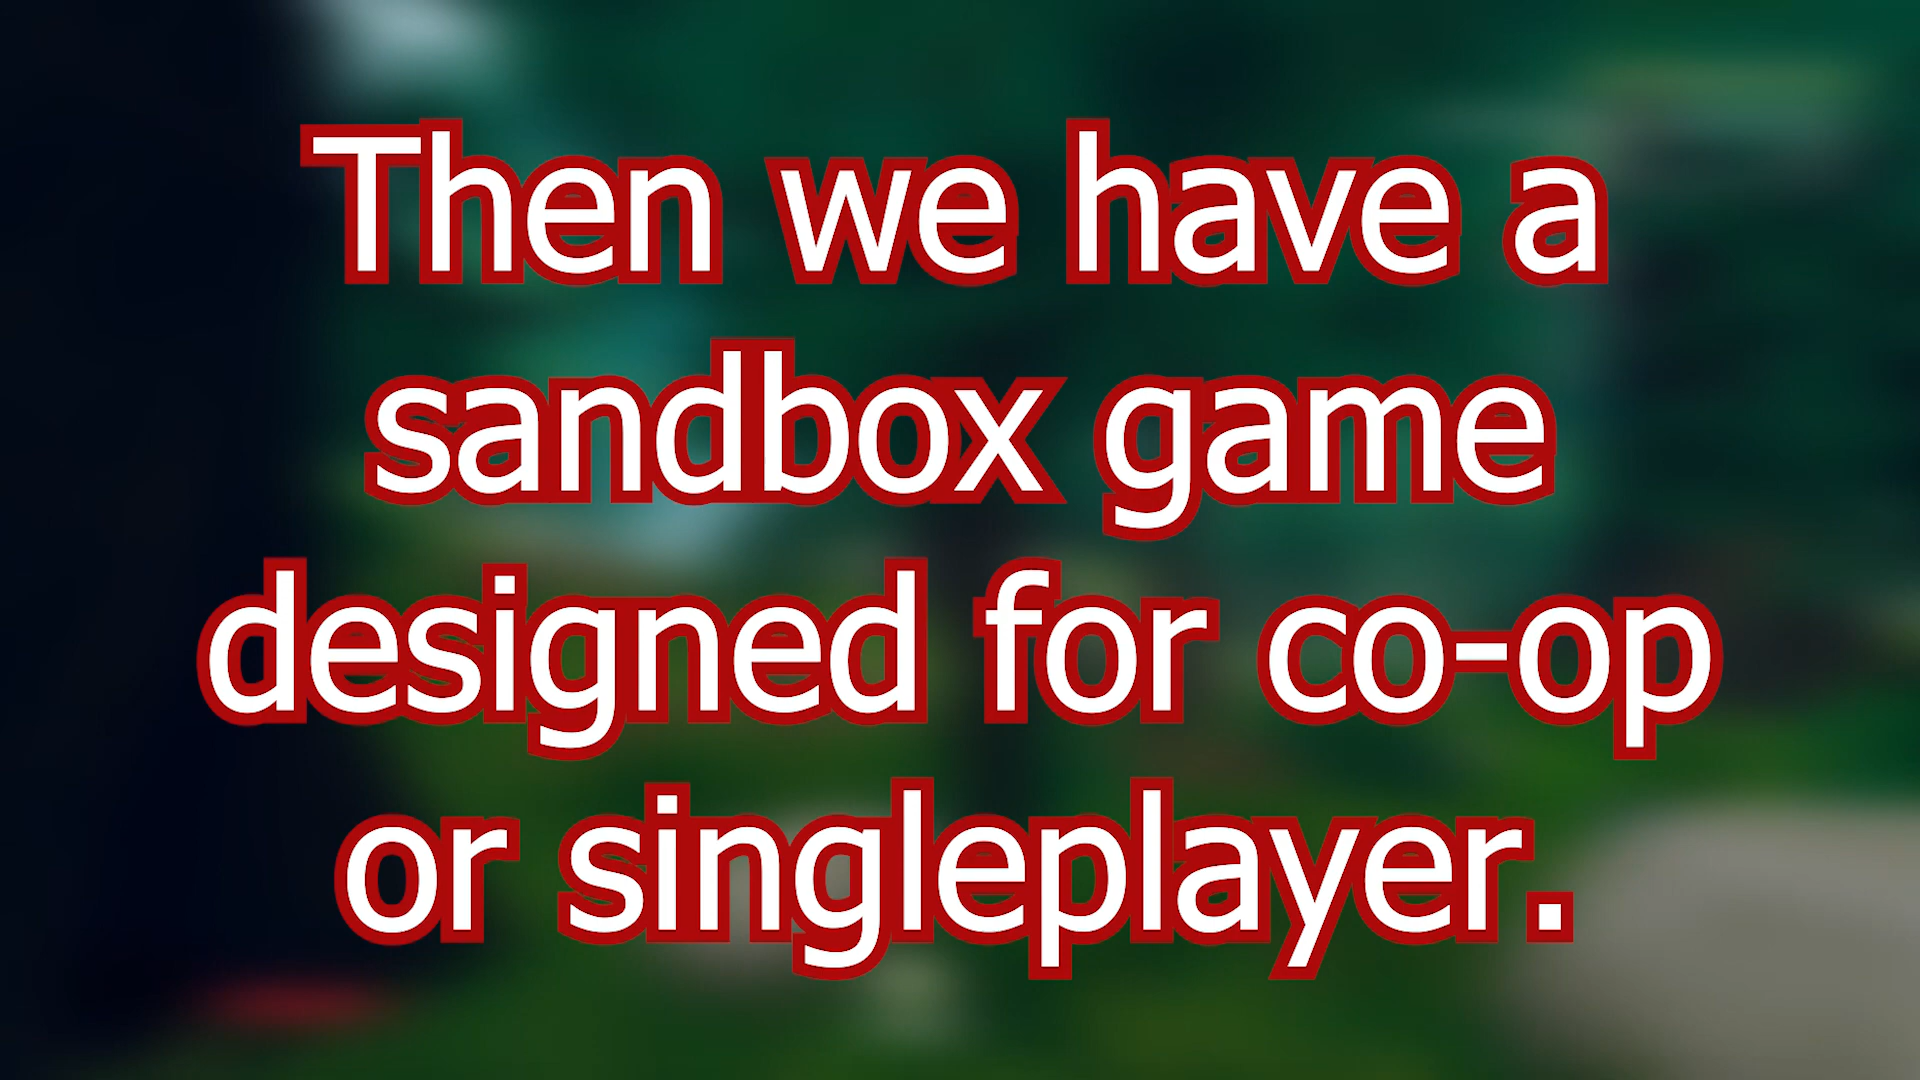 Then we have a
sandbox game
designed for co-op
or singleplayer.